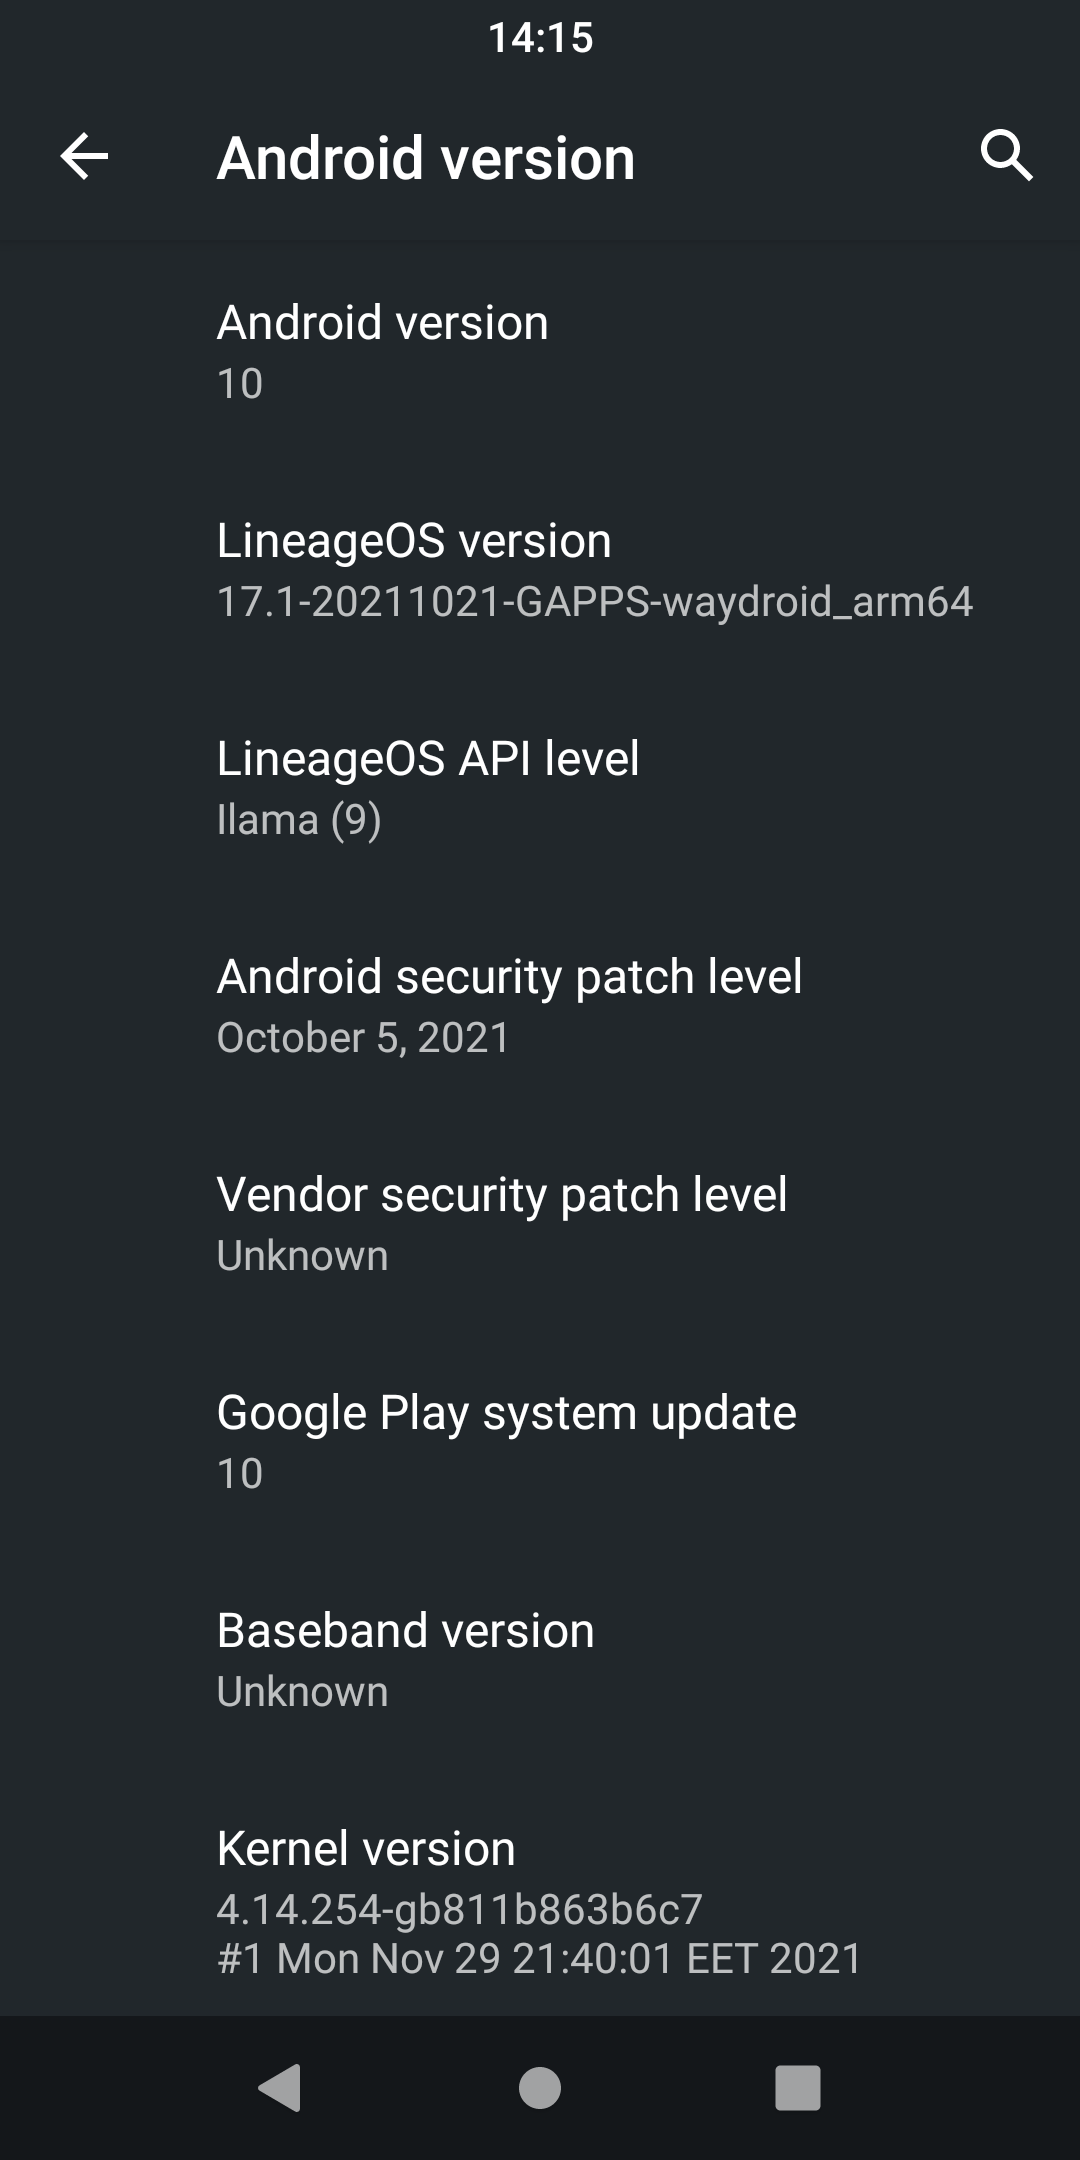 14:15
Android version
Android version
10
LineageOS version
17.1-20211021-GAPPS-waydroid_arm64
LineageOS API level
Ilama (9)
Android security patch level
October 5, 2021
Vendor security patch level
Unknown
Google Play system update
10
Baseband version
Unknown
Kernel version
4.14.254-gb811b863b6c7
#1 Mon Nov 29 21:40:01 EET 2021